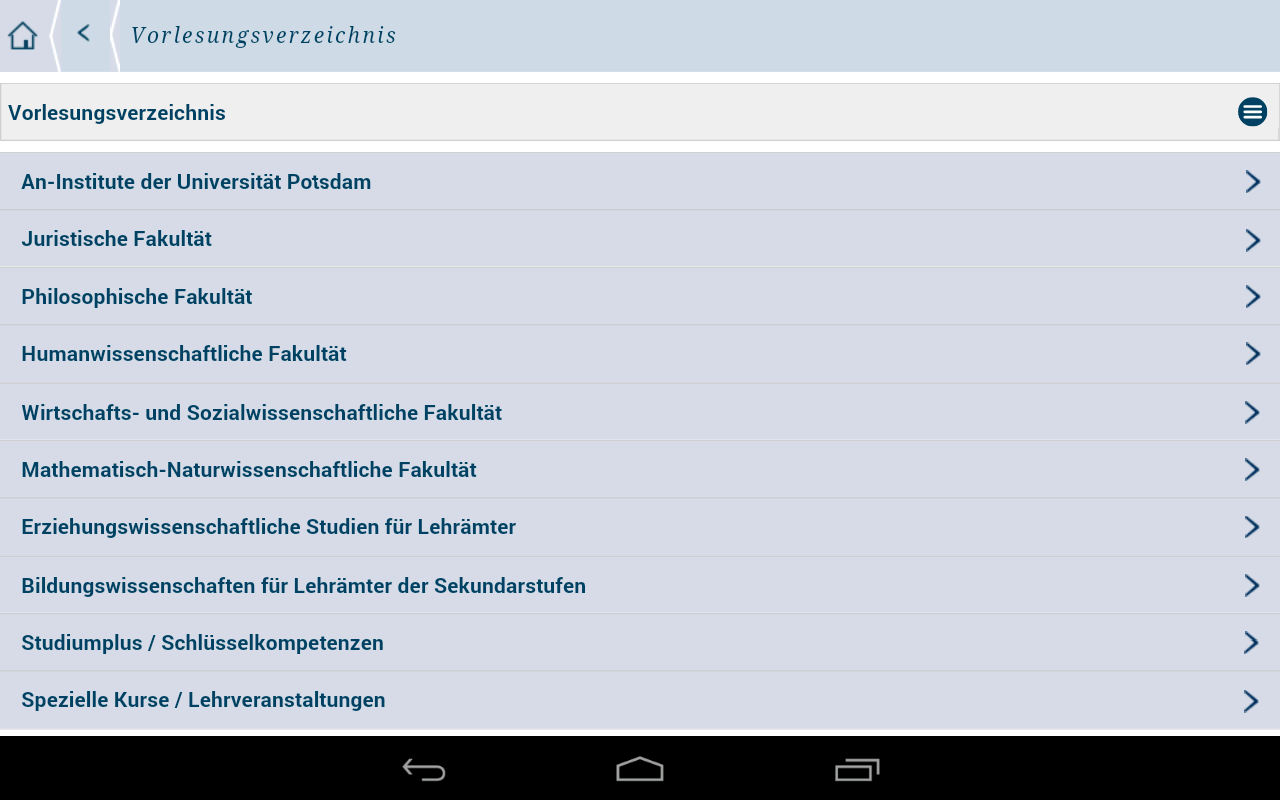 Vorlesungsverzeichnis
Vorlesungsverzeichnis
An-Institute der Universität Potsdam
Juristische Fakultät
Philosophische Fakultät
Humanwissenschaftliche Fakultät
Wirtschafts- und Sozialwissenschaftliche Fakultät
Mathematisch-Naturwissenschaftliche Fakultät
Erziehungswissenschaftliche Studien für Lehrämter
Bildungswissenschaften für Lehrämter der Sekundarstufen
Studiumplus / Schlüsselkompetenzen
Spezielle Kurse / Lehrveranstaltungen